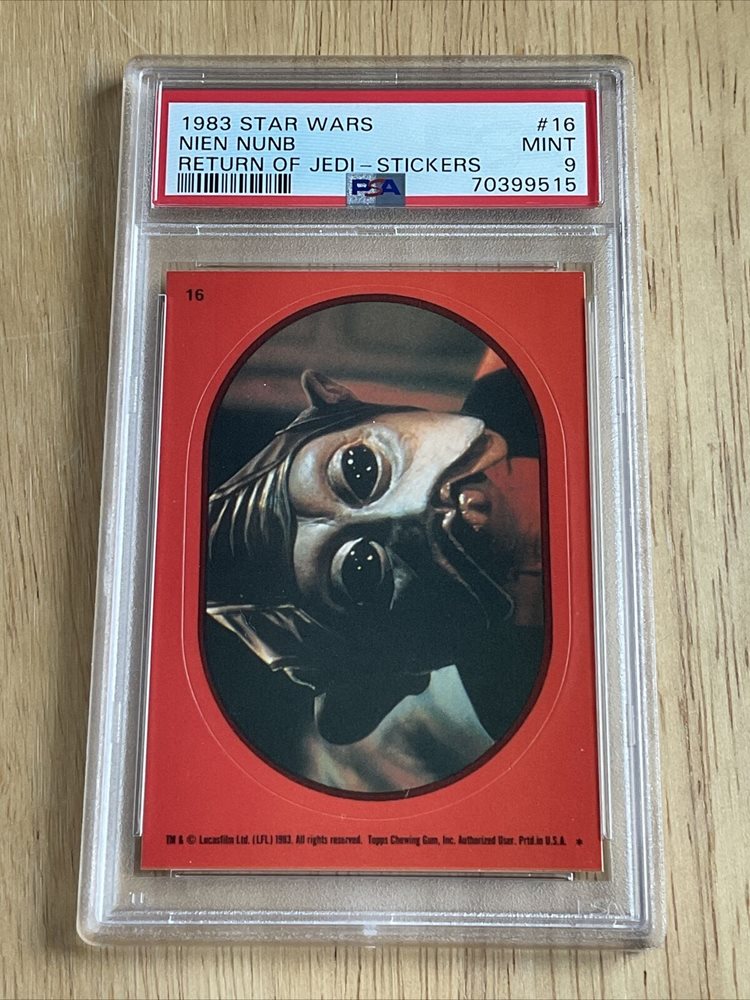 1983 STAR WARS #16
NIEN NUNB MINT
RETURN OF JEDI - STICKERS 9
PSA 70399515
16
TM & © Lucasfilm Ltd. (LFL) 1983. All rights reserved. Topps Chewing Gum, Inc. Authorized User. Prtd.in U.S.A. *